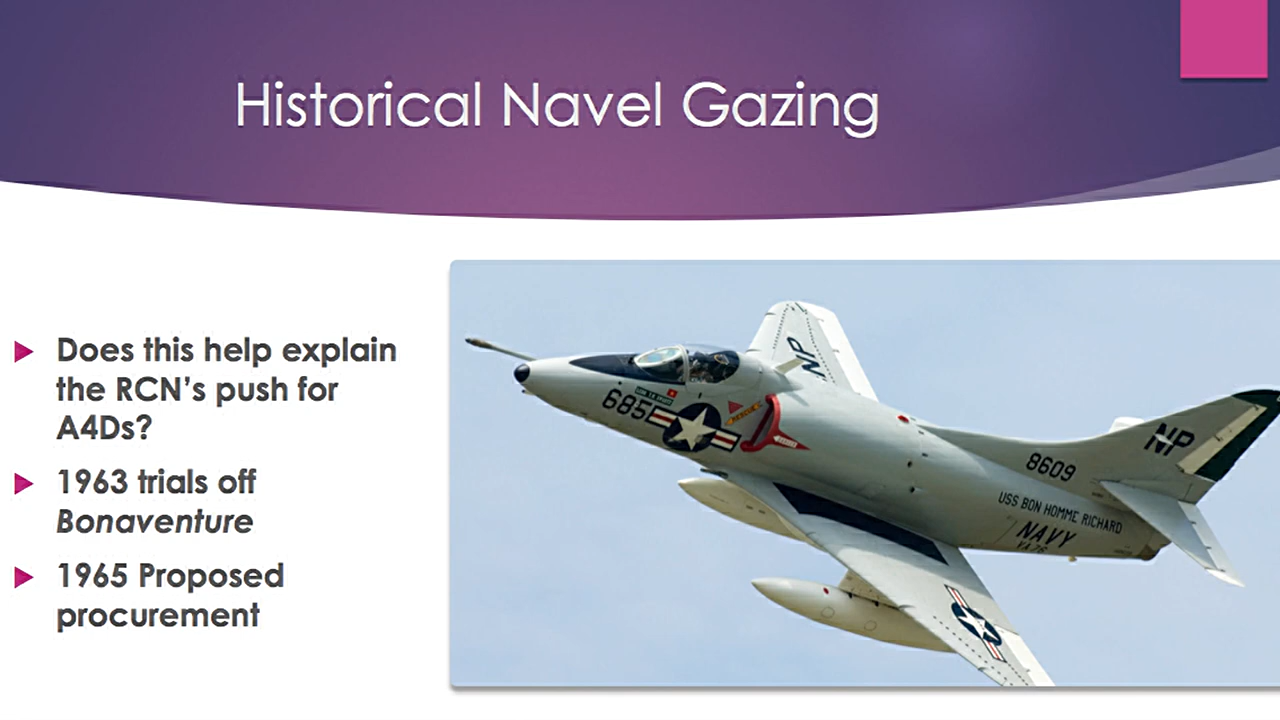 Historical Navel Gazing
Does this help explain
the RCN's push for
A4Ds?
1963 trials off
Bonaventure
1965 Proposed
procurement
NP
685
NP
8609
USS BON HOMME RICHARD
NAVY
VA76